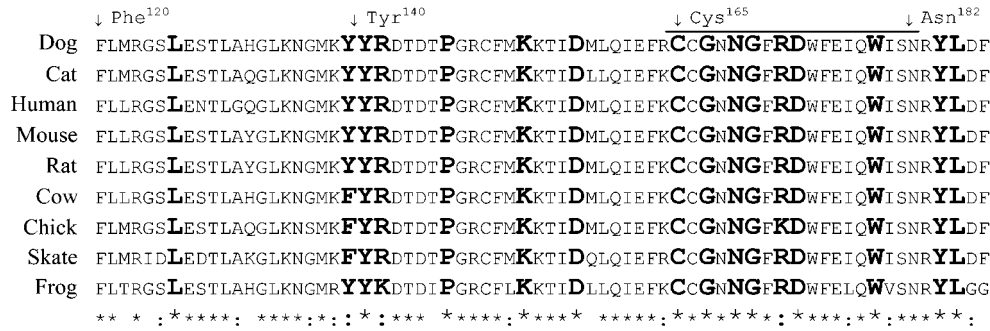 ↓ Phe¹²⁰ ↓ Tyr¹⁴⁰ ↓ Cys¹⁶⁵ ↓ Asn¹⁸²
Dog FLMRGSLESTLAHGLKNGMKYYRDTDTPGRCFMKKTIDMLQIEFRCCGNNGFRDWFEIQWISNRYLDF
Cat FLMRGSLESTLAQGLKNGMKYYRDTDTPGRCFMKKTIDLLQIEFKCCGNNGFRDWFEIQWISNRYLDF
Human FLLRGSLENTLGQGLKNGMKYYRDTDTPGRCFMKKTIDMLQIEFKCCGNNGFRDWFEIQWISNRYLDF
Mouse FLLRGSLESTLAYGLKNGMKYYRDTDTPGRCFMKKTIDMLQIEFKCCGNNGFRDWFEIQWISNRYLDF
Rat FLLRGSLESTLAYGLKNGMKYYRDTDTPGRCFMKKTIDMLQIEFKCCGNNGFRDWFEIQWISNRYLDF
Cow FLLRGSLESTLAHGLKNGMKFYRDTDTPGRCFMKKTIDMLQIEFKCCGNNGFRDWFEIQWISNRYLDF
Chick FLMRGSLESTLAQGLKNSMKFYRDTDTPGRCFMKKTIDMLQIEFKCCGNNGFKDWFEIQWISNRYLDF
Skate FLMRIDLEDTLAKGLKNGMKFYRDTDTPGRCFMKKTIDQLQIEFKCCGNNGFRDWFEIQWISNRYLDF
Frog FLTRGSLESTLAKGLKNGMRYYKDTDIPGRCFLKKTIDLLQIEFKCCGNNGFRDWFELQWVSNRYLGG
** * :**:** **** *::*:*** *****:***** *****:*******:****:**:*****: